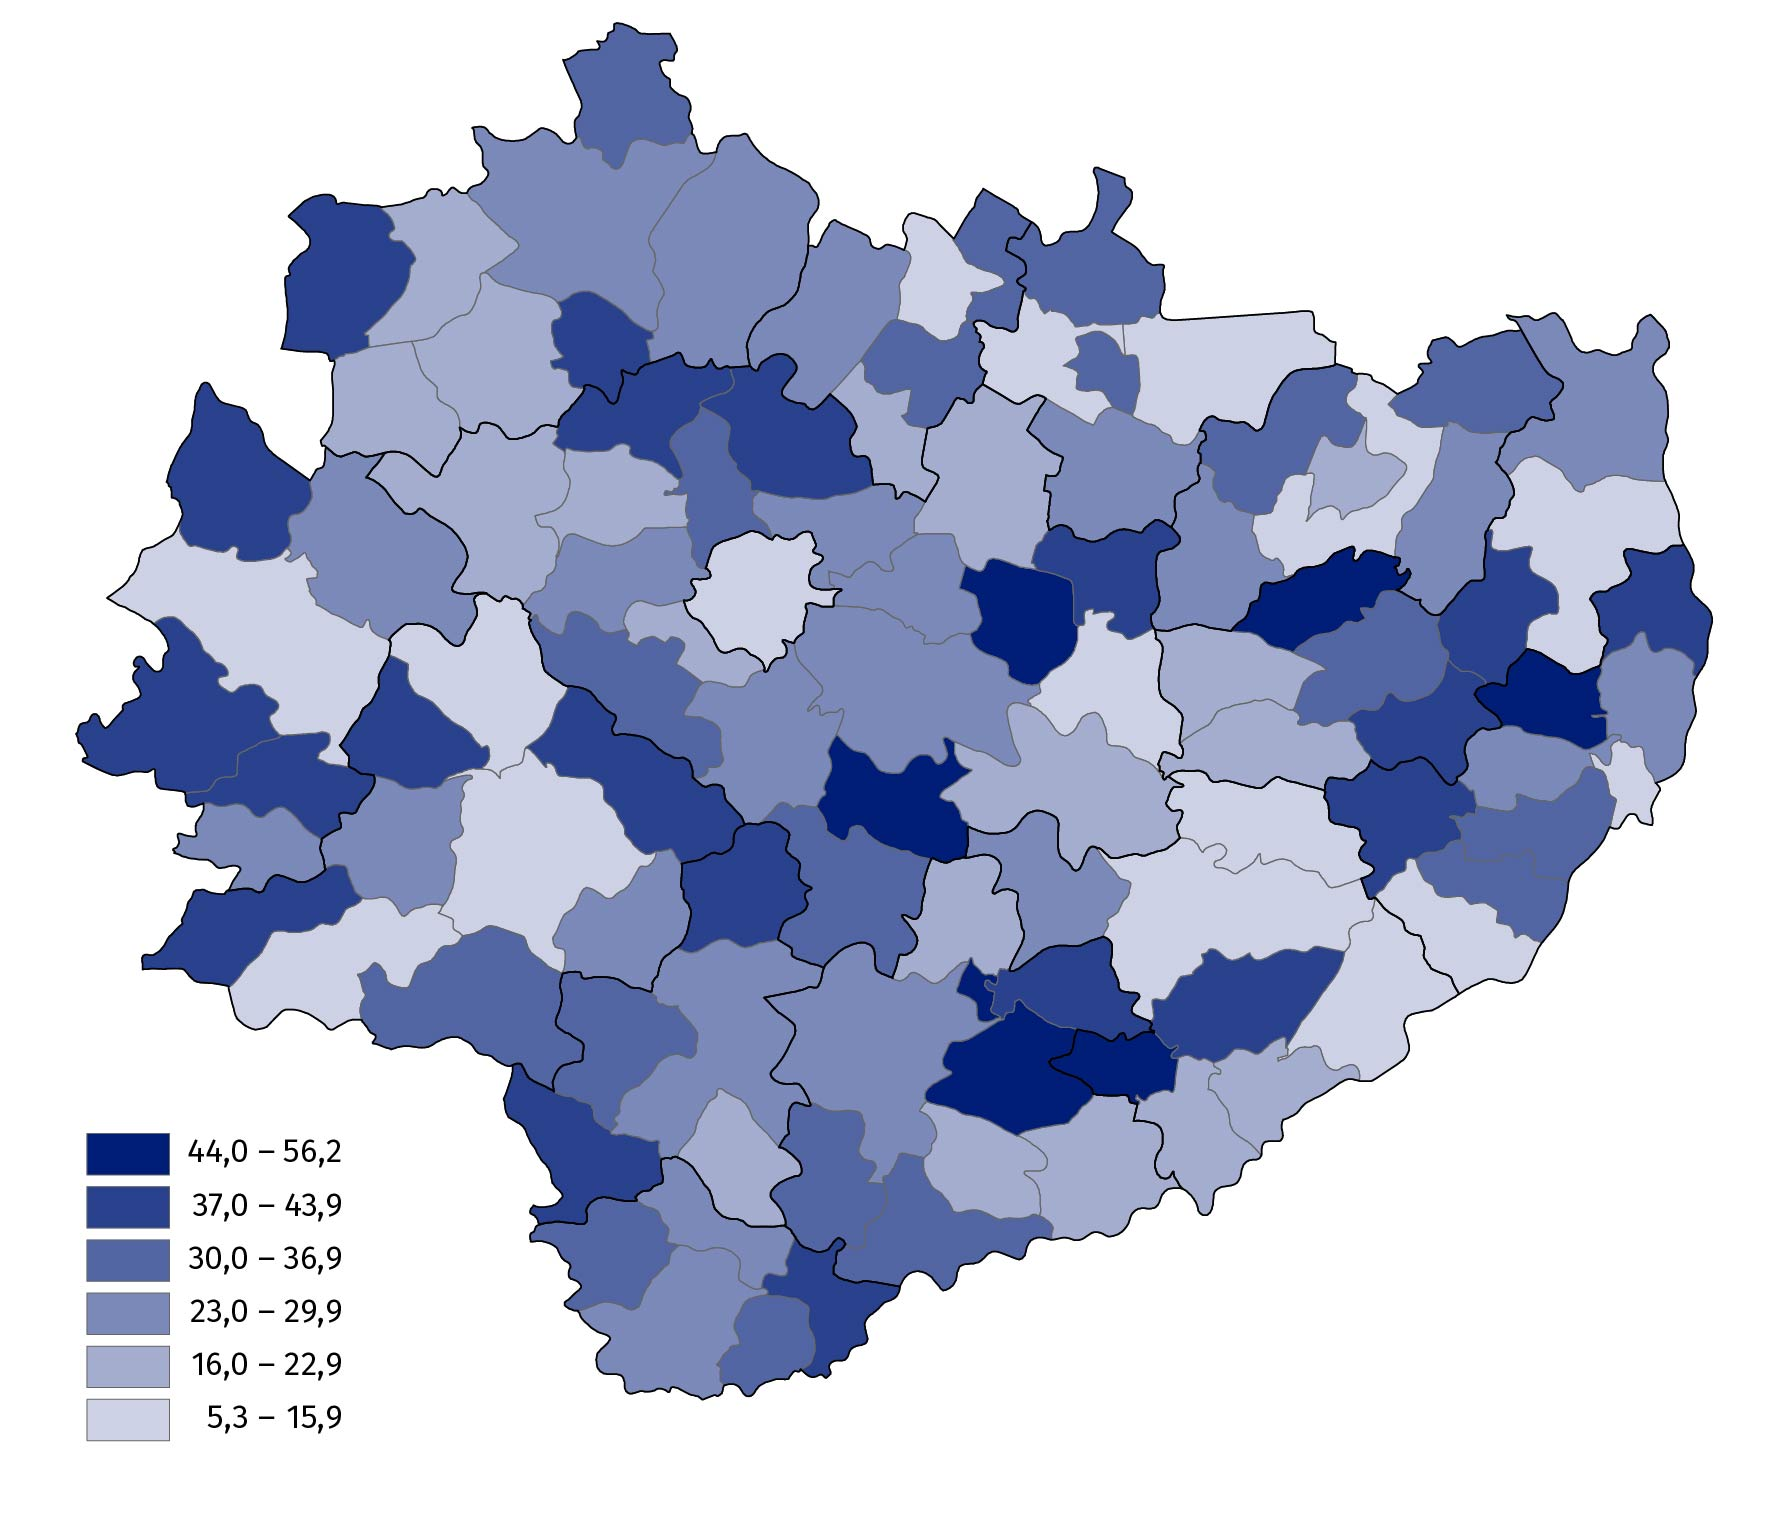 44,0 – 56,2
37,0 – 43,9
30,0 – 36,9
23,0 – 29,9
16,0 – 22,9
5,3 – 15,9